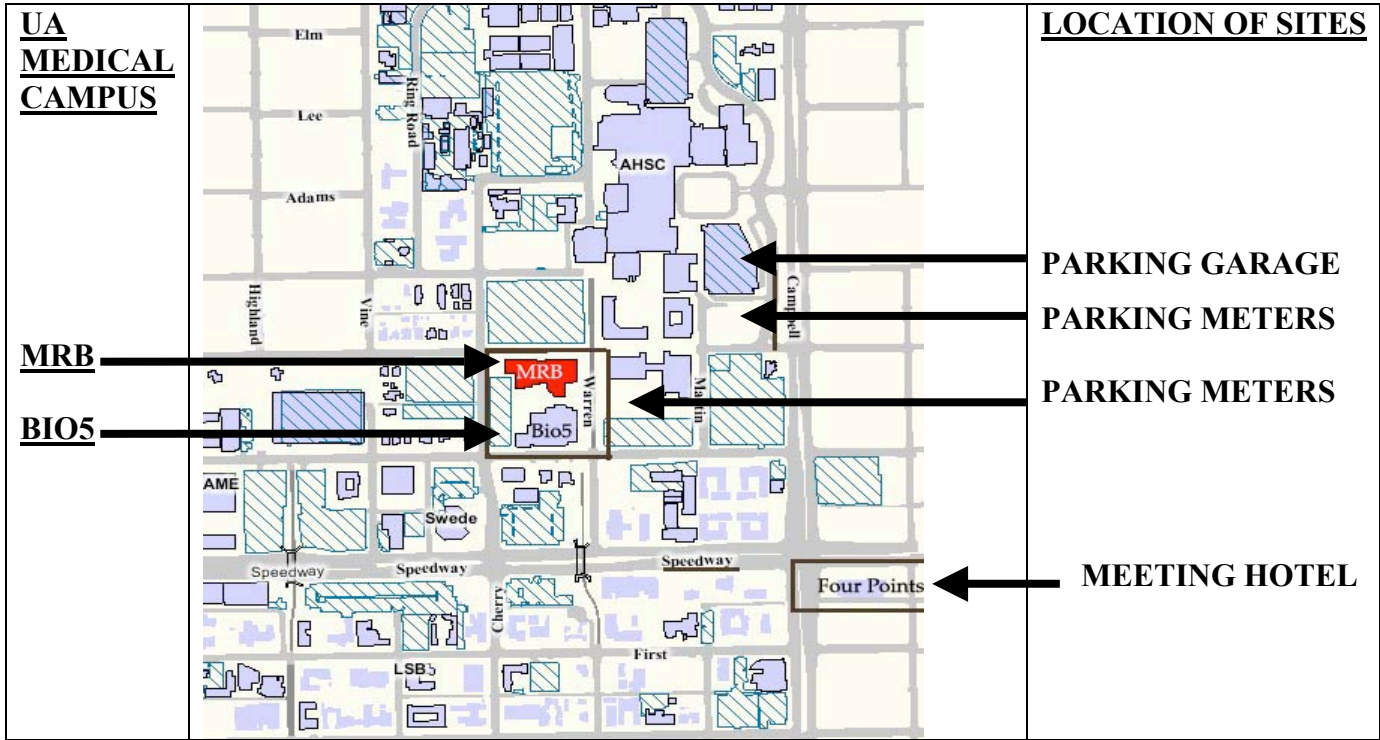 UA
MEDICAL
CAMPUS
MRB
BIO5
Elm
Ring Road
Lee
AHSC
Adams
Highland
Vine
Campbell
MRB
Warren
Martin
Bio5
AME
Swede
Speedway
Speedway
Speedway
Four Points
Cherry
First
LSB
LOCATION OF SITES
PARKING GARAGE
PARKING METERS
PARKING METERS
MEETING HOTEL